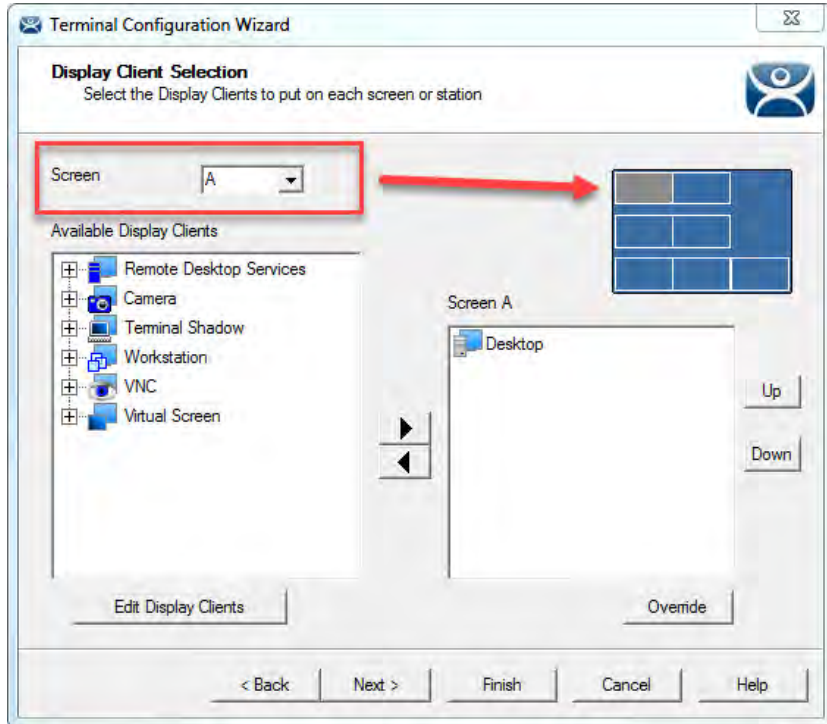 Terminal Configuration Wizard
Display Client Selection
Select the Display Clients to put on each screen or station
Screen
A
Available Display Clients
Remote Desktop Services
Camera
Terminal Shadow
Workstation
VNC
Virtual Screen
Screen A
Desktop
Up
Down
Edit Display Clients
Override
< Back
Next >
Finish
Cancel
Help